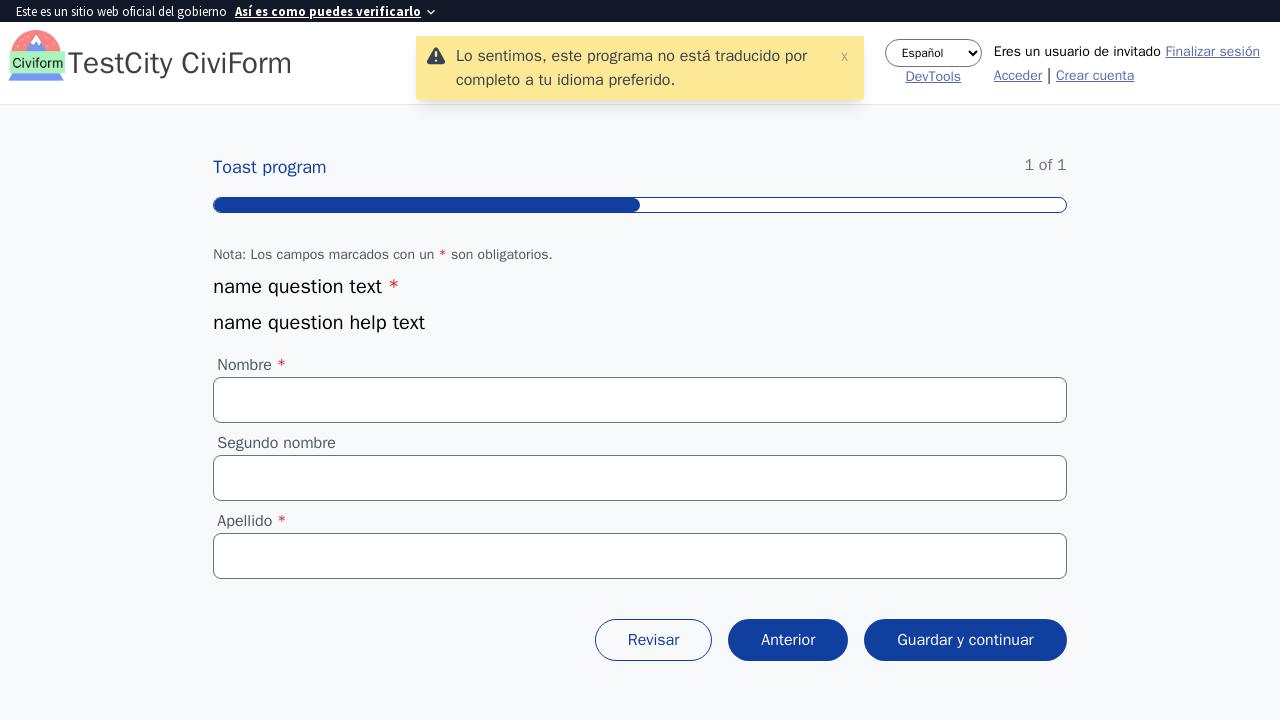 Este es un sitio web oficial del gobierno Así es como puedes verificarlo
Civiform
TestCity CiviForm
Lo sentimos, este programa no está traducido por
completo a tu idioma preferido.
x
Español
DevTools
Eres un usuario de invitado Finalizar sesión
Acceder | Crear cuenta
Toast program
1 of 1
Nota: Los campos marcados con un * son obligatorios.
name question text *
name question help text
Nombre *
Segundo nombre
Apellido *
Revisar
Anterior
Guardar y continuar